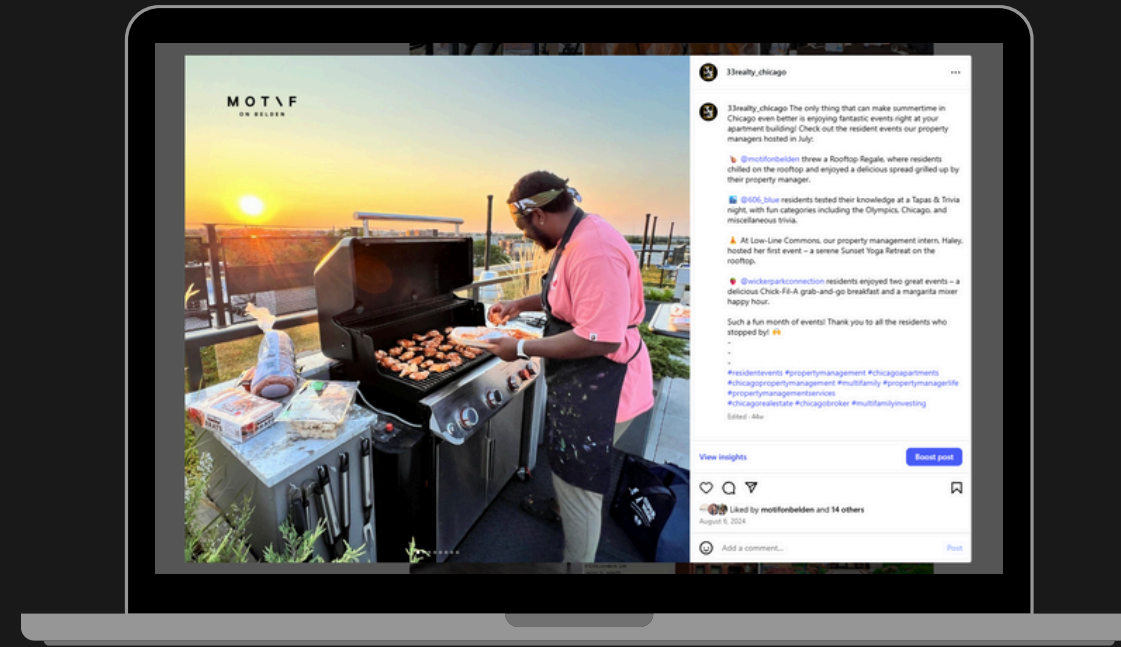 MOT\F
ON BELDEN
33realty_chicago
33realty_chicago The only thing that can make summertime in
Chicago even better is enjoying fantastic events right at your
apartment building! Check out the resident events our property
managers hosted in July:
@motifonbelden threw a Rooftop Regale, where residents
chilled on the rooftop and enjoyed a delicious spread grilled up by
their property manager.
@606_blue residents tested their knowledge at a Tapas & Trivia
night, with fun categories including the Olympics, Chicago, and
miscellaneous trivia.
At Low-Line Commons, our property management intern, Haley,
hosted her first event – a serene Sunset Yoga Retreat on the
rooftop.
@wickerparkconnection residents enjoyed two great events – a
delicious Chick-Fil-A grab-and-go breakfast and a margarita mixer
happy hour.
Such a fun month of events! Thank you to all the residents who
stopped by! 🙌
-
-
-
#residentevents #propertymanagement #chicagoapartments
#chicagopropertymanagement #multifamily #propertymanagerlife
#propertymanagementservices
#chicagorealestate #chicagobroker #multifamilyinvesting
Edited · 44w
View insights
Boost post
Liked by motifonbelden and 14 others
August 6, 2024
Add a comment...
Post